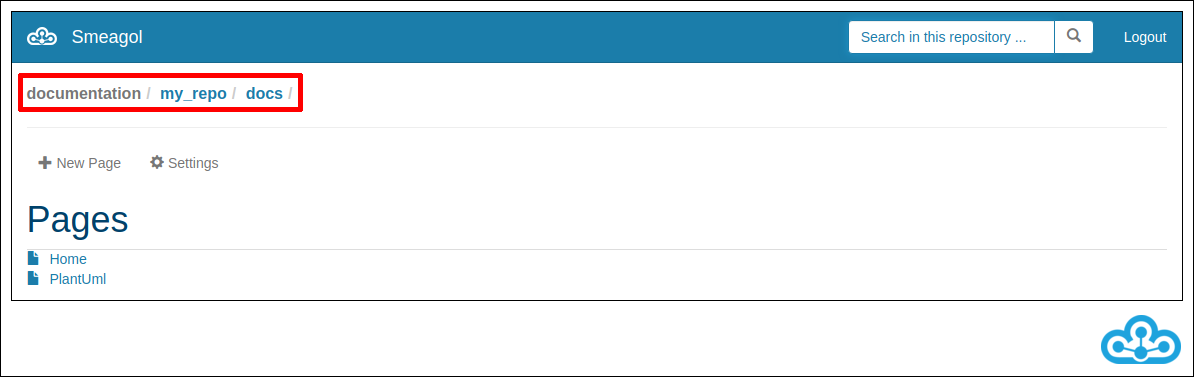 Smeagol Search in this repository ... Logout
documentation / my_repo / docs /
New Page Settings
Pages
Home
PlantUml